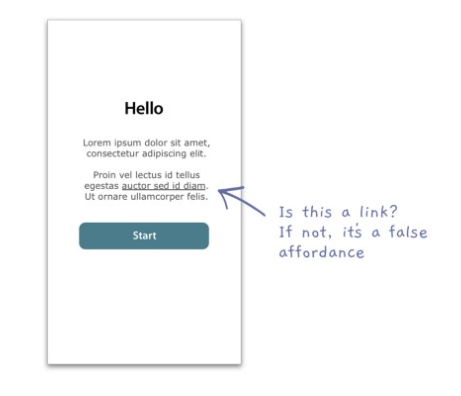 Hello
Lorem ipsum dolor sit amet,
consectetur adipiscing elit.
Proin vel lectus id tellus
egestas auctor sed id diam.
Ut ornare ullamcorper felis.
Start
Is this a link?
If not, it's a false
affordance